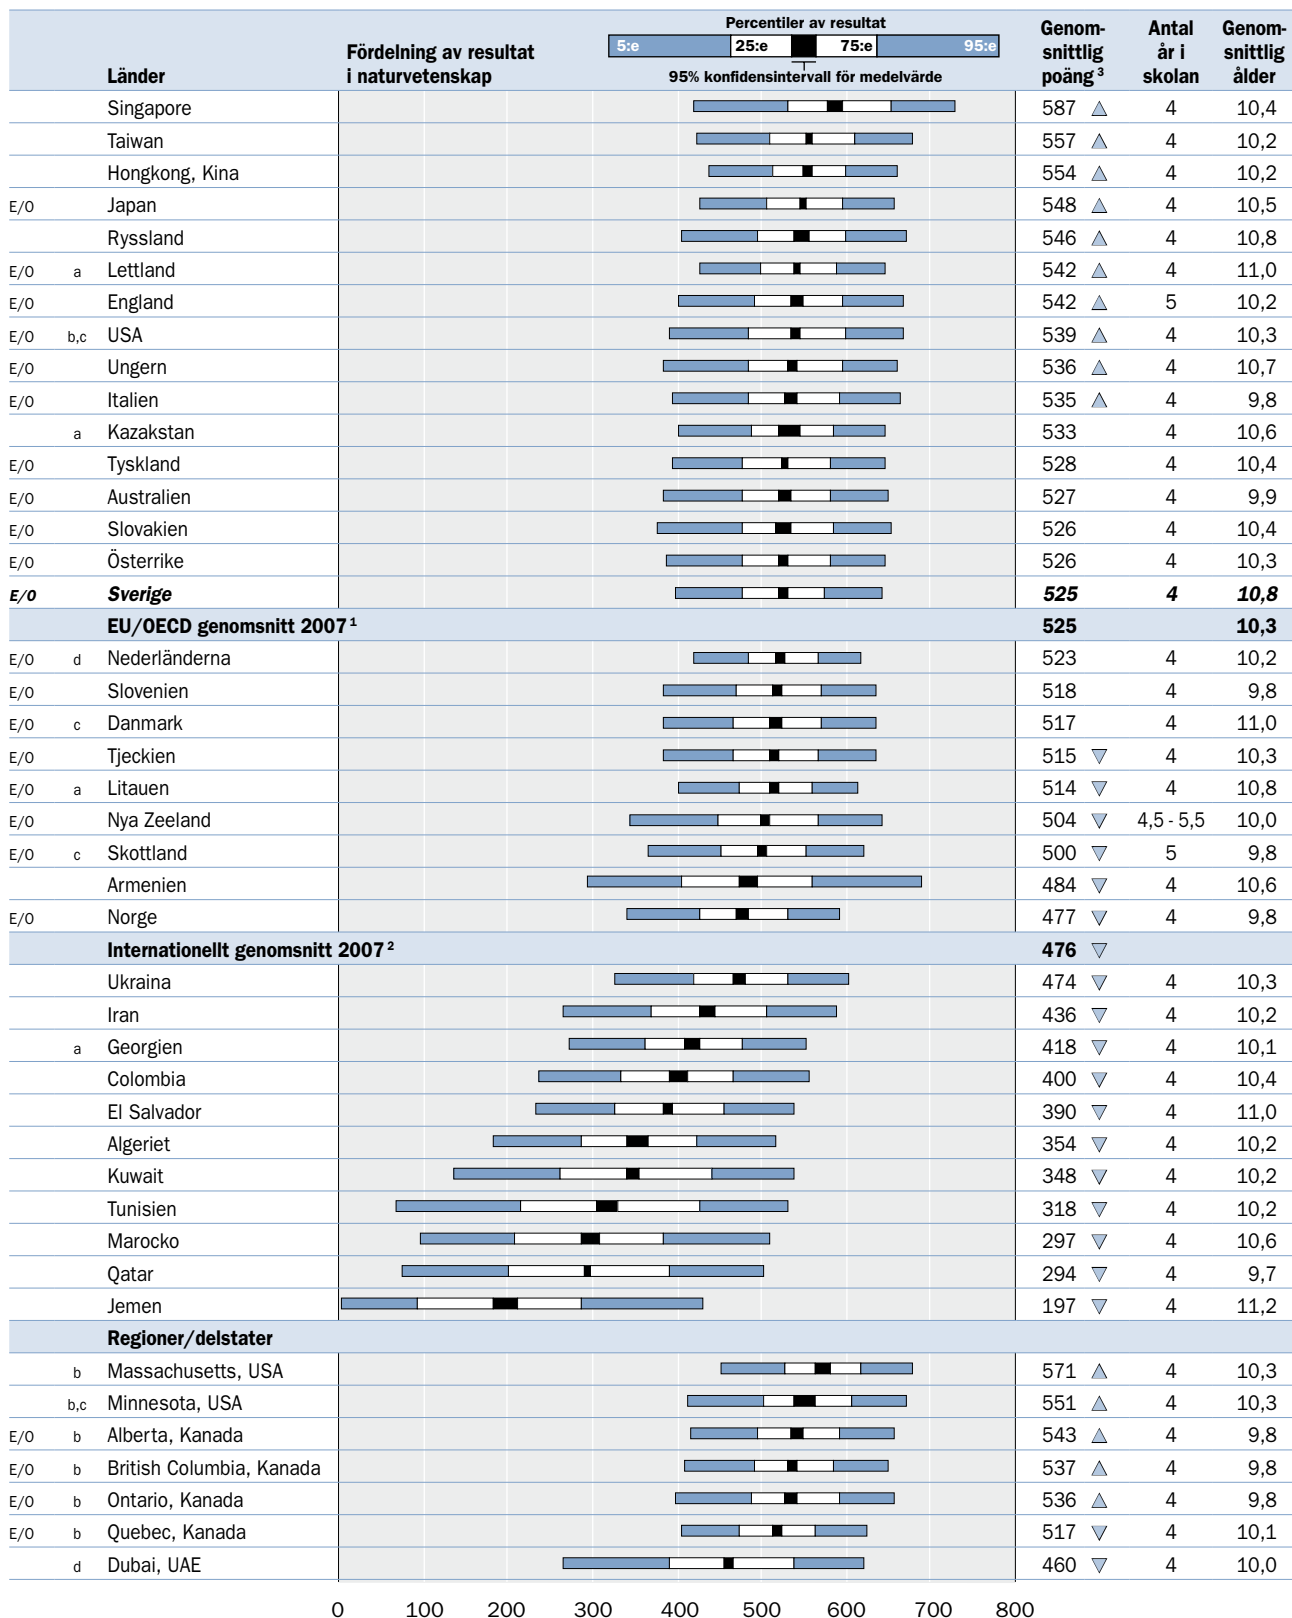 Percentiler av resultat
5:e 25:e 75:e 95:e
95% konfidensintervall för medelvärde
Länder
Fördelning av resultat
i naturvetenskap
Genom-
snittlig
poäng 3
Antal
år i
skolan
Genom-
snittlig
ålder
Singapore 587 4 10,4
Taiwan 557 4 10,2
Hongkong, Kina 554 4 10,2
E/O Japan 548 4 10,5
Ryssland 546 4 10,8
E/O a Lettland 542 4 11,0
E/O England 542 5 10,2
E/O b,c USA 539 4 10,3
E/O Ungern 536 4 10,7
E/O Italien 535 4 9,8
a Kazakstan 533 4 10,6
E/O Tyskland 528 4 10,4
E/O Australien 527 4 9,9
E/O Slovakien 526 4 10,4
E/O Österrike 526 4 10,3
E/O Sverige 525 4 10,8
EU/OECD genomsnitt 2007 1 525 10,3
E/O d Nederländerna 523 4 10,2
E/O Slovenien 518 4 9,8
E/O c Danmark 517 4 11,0
E/O Tjeckien 515 4 10,3
E/O a Litauen 514 4 10,8
E/O Nya Zeeland 504 4,5 - 5,5 10,0
E/O c Skottland 500 5 9,8
Armenien 484 4 10,6
E/O Norge 477 4 9,8
Internationellt genomsnitt 2007 2 476
Ukraina 474 4 10,3
Iran 436 4 10,2
a Georgien 418 4 10,1
Colombia 400 4 10,4
El Salvador 390 4 11,0
Algeriet 354 4 10,2
Kuwait 348 4 10,2
Tunisien 318 4 10,2
Marocko 297 4 10,6
Qatar 294 4 9,7
Jemen 197 4 11,2
Regioner/delstater
b Massachusetts, USA 571 4 10,3
b,c Minnesota, USA 551 4 10,3
E/O b Alberta, Kanada 543 4 9,8
E/O b British Columbia, Kanada 537 4 9,8
E/O b Ontario, Kanada 536 4 9,8
E/O b Quebec, Kanada 517 4 10,1
d Dubai, UAE 460 4 10,0
0 100 200 300 400 500 600 700 800